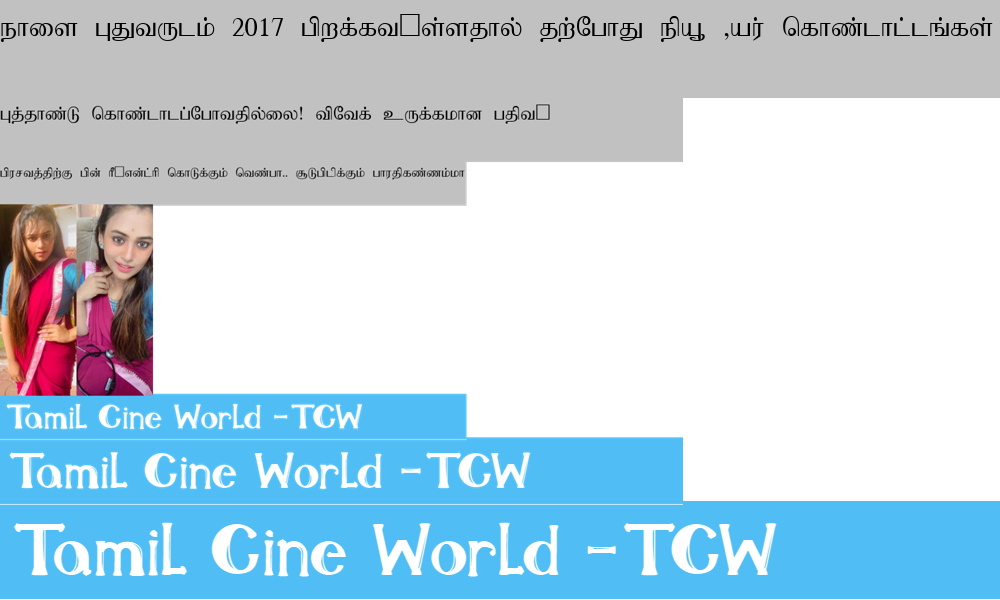 நாளை புதுவருடம் 2017 பிறக்கவ□ள்ளதால் தற்போது நியூ ,யர் கொண்டாட்டங்கள்
புத்தாண்டு கொண்டாடப்போவதில்லை! விவேக் உருக்கமான பதிவ□
பிரசவத்திற்கு பின் ரீ□என்ட்ரி கொடுக்கும் வெண்பா.. சூடுபிபிக்கும் பாரதிகண்ணம்மா
Tamil Cine World - TCW
Tamil Cine World - TCW
Tamil Cine World - TCW